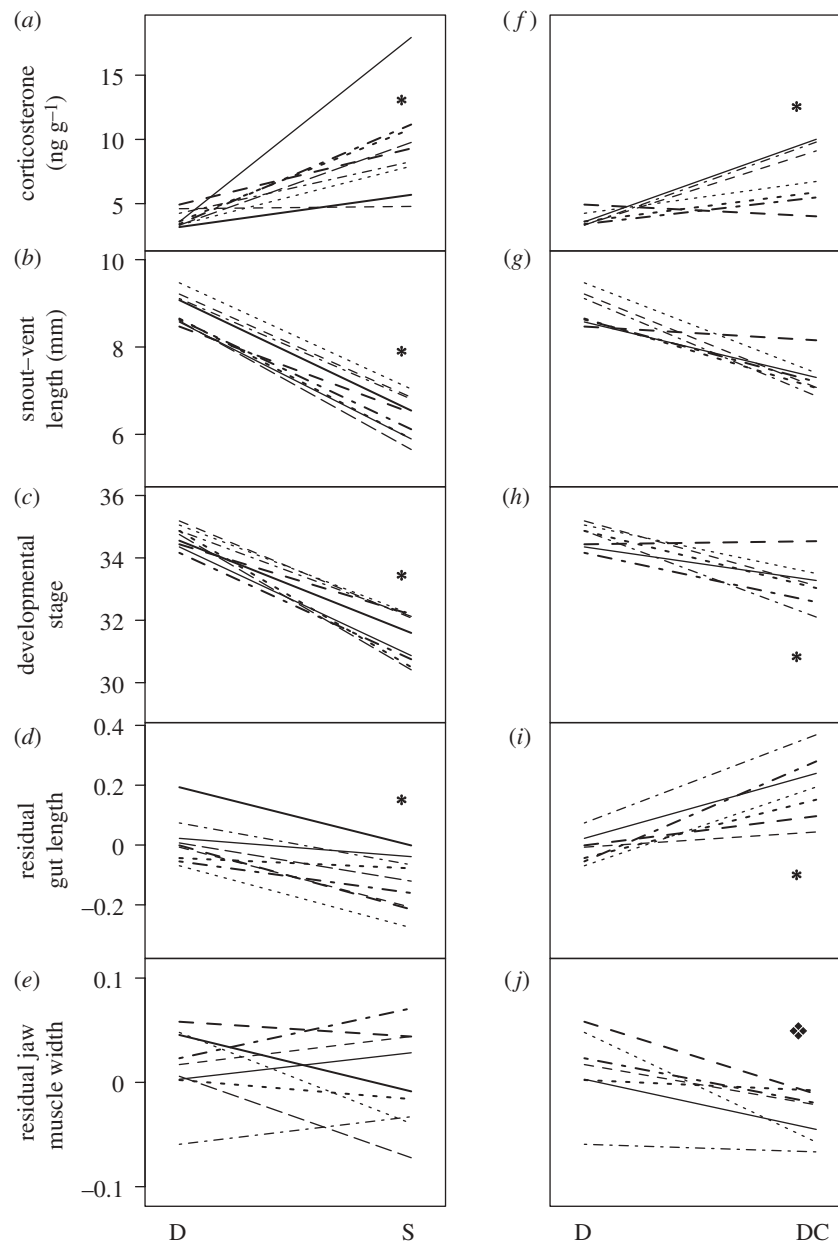 (a)
(f)
corticosterone
(ng g–1)
15
10
5
*
*
(b)
(g)
snout–vent
length (mm)
10
8
6
*
(c)
(h)
developmental
stage
36
34
32
30
*
*
(d)
(i)
residual
gut length
0.4
0.2
0
–0.2
*
*
(e)
(j)
residual jaw
muscle width
0.1
0
–0.1
❖
D
S
D
DC